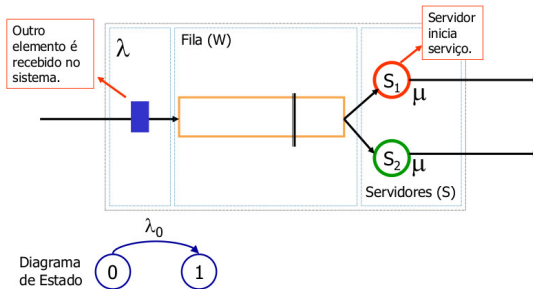 Outro
elemento é
recebido no
sistema.
λ
Fila (W)
Servidor
inicia
serviço.
S1
μ
S2
μ
Servidores (S)
λ0
Diagrama
de Estado
0
1